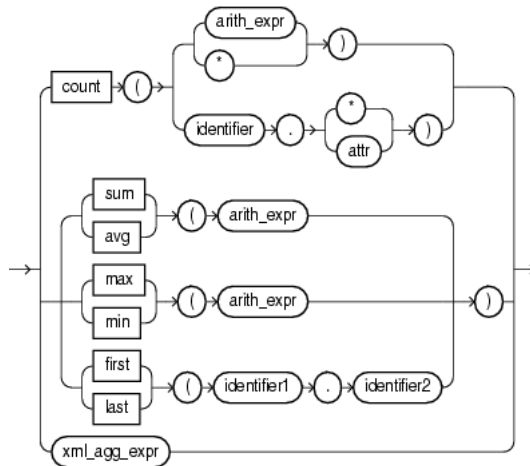 arith_expr
* )
count (
identifier . * )
attr
sum
( arith_expr
avg
max
( arith_expr )
min
first
( identifier1 . identifier2
last
xml_agg_expr